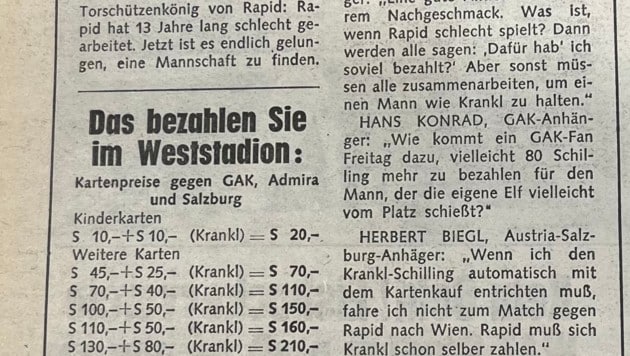 Torschützenkönig von Rapid: Ra-
pid hat 13 Jahre lang schlecht ge-
arbeitet. Jetzt ist es endlich gelun-
gen, eine Mannschaft zu finden.
Das bezahlen Sie
im Weststadion:
Kartenpreise gegen GAK, Admira
und Salzburg
Kinderkarten
S 10,–+S 10,– (Krankl) = S 20,–
Weitere Karten
S 45,–+S 25,– (Krankl) = S 70,–
S 70,–+S 40,– (Krankl) = S 110,–
S 100,–+S 50,– (Krankl) = S 150,–
S 110,–+S 50,– (Krankl) = S 160,–
S 130,–+S 80,– (Krankl) = S 210,–
rem Nachgeschmack. Was ist,
wenn Rapid schlecht spielt? Dann
werden alle sagen: ‚Dafür hab' ich
soviel bezahlt?' Aber sonst müs-
sen alle zusammenarbeiten, um ei-
nen Mann wie Krankl zu halten."
HANS KONRAD, GAK-Anhän-
ger: „Wie kommt ein GAK-Fan
Freitag dazu, vielleicht 80 Schil-
ling mehr zu bezahlen für den
Mann, der die eigene Elf vielleicht
vom Platz schießt?"
HERBERT BIEGL, Austria-Salz-
burg-Anhäger: „Wenn ich den
Krankl-Schilling automatisch mit
dem Kartenkauf entrichten muß,
fahre ich nicht zum Match gegen
Rapid nach Wien. Rapid muß sich
Krankl schon selber zahlen."